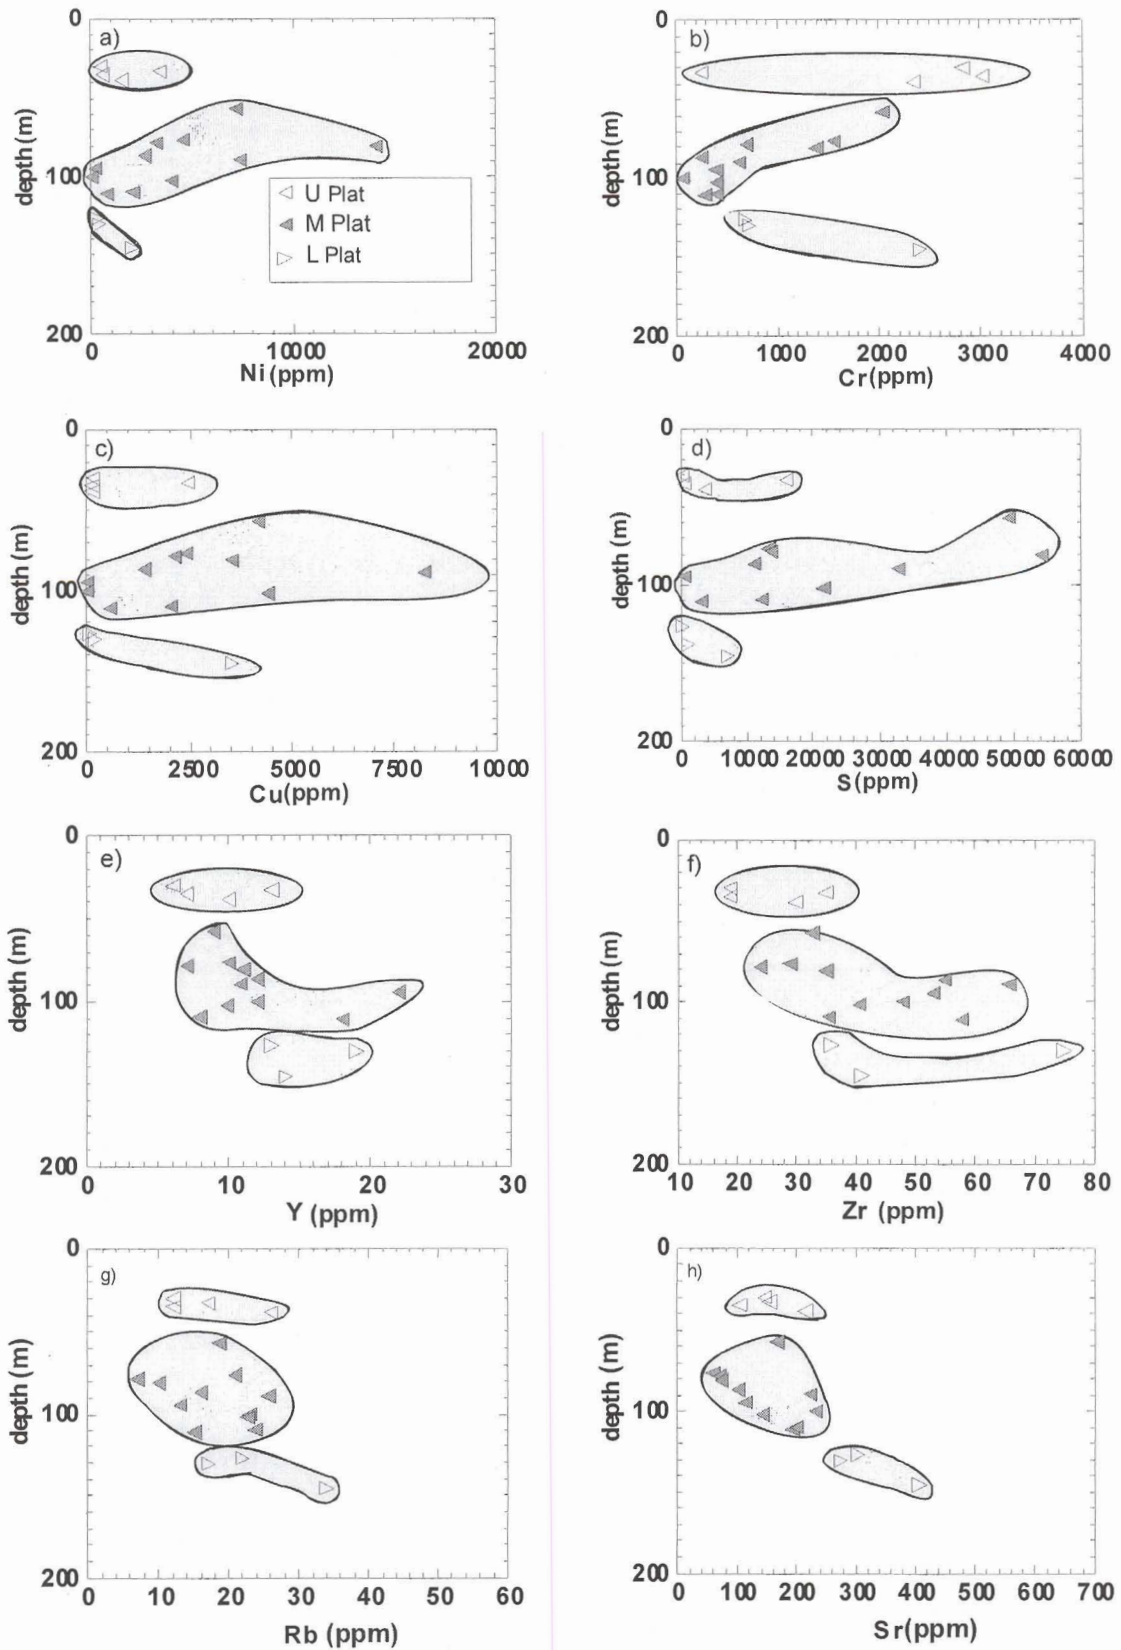 a)
0
100
200
depth (m)
0
10000
20000
Ni (ppm)
U Plat
M Plat
L Plat
b)
0
100
200
depth (m)
0
1000
2000
3000
4000
Cr(ppm)
c)
0
100
200
depth (m)
0
2500
5000
7500
10000
Cu(ppm)
d)
0
100
200
depth (m)
0
10000
20000
30000
40000
50000
60000
S(ppm)
e)
0
100
200
depth (m)
0
10
20
30
Y (ppm)
f)
0
100
200
depth (m)
10
20
30
40
50
60
70
80
Zr (ppm)
g)
0
100
200
depth (m)
0
10
20
30
40
50
60
Rb (ppm)
h)
0
100
200
depth (m)
0
100
200
300
400
500
600
700
Sr(ppm)